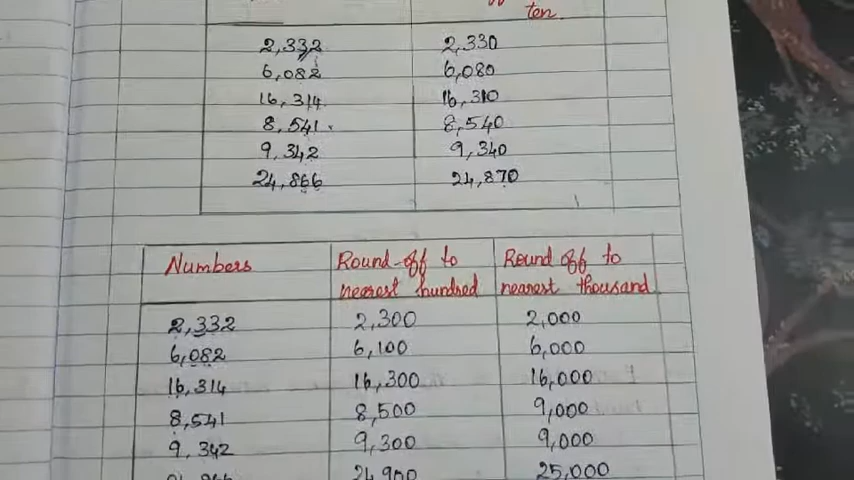 ten.
2,332 2,330
6,082 6,080
16,314 16,310
8,541 8,540
9,342 9,340
24,866 24,870
Numbers Round-off to nearest hundred Round off to nearest thousand
2,332 2,300 2,000
6,082 6,100 6,000
16,314 16,300 16,000
8,541 8,500 9,000
9,342 9,300 9,000
24,900 25,000